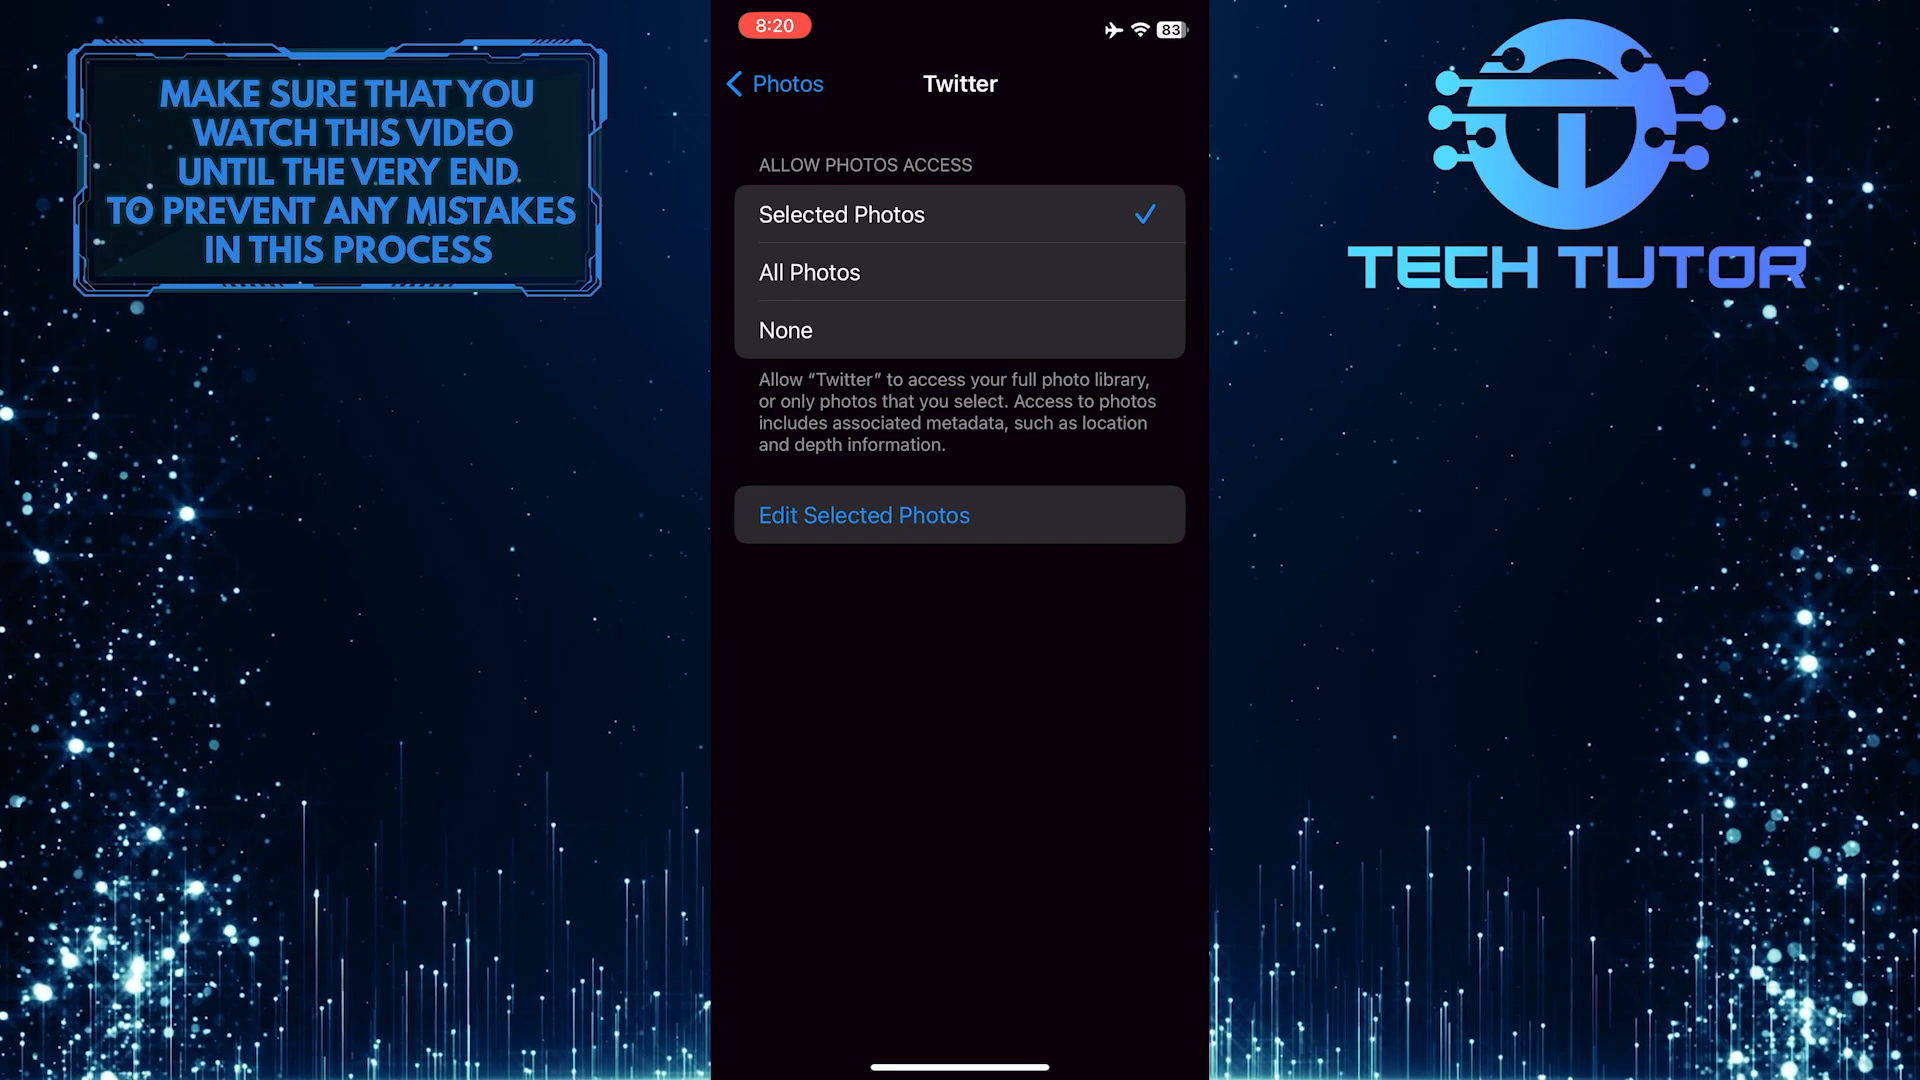 MAKE SURE THAT YOU
WATCH THIS VIDEO
UNTIL THE VERY END
TO PREVENT ANY MISTAKES
IN THIS PROCESS
8:20
83
Photos
Twitter
ALLOW PHOTOS ACCESS
Selected Photos
All Photos
None
Allow “Twitter” to access your full photo library,
or only photos that you select. Access to photos
includes associated metadata, such as location
and depth information.
Edit Selected Photos
TECH TUTOR